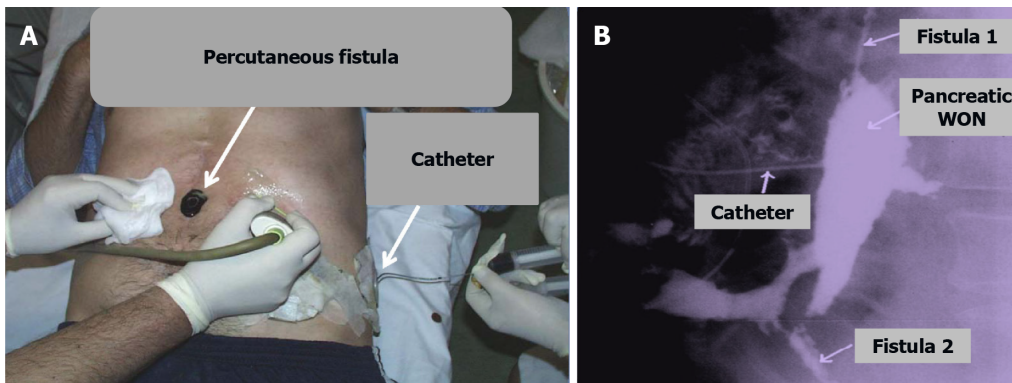 A
Percutaneous fistula
Catheter
B
Fistula 1
Pancreatic
WON
Catheter
Fistula 2